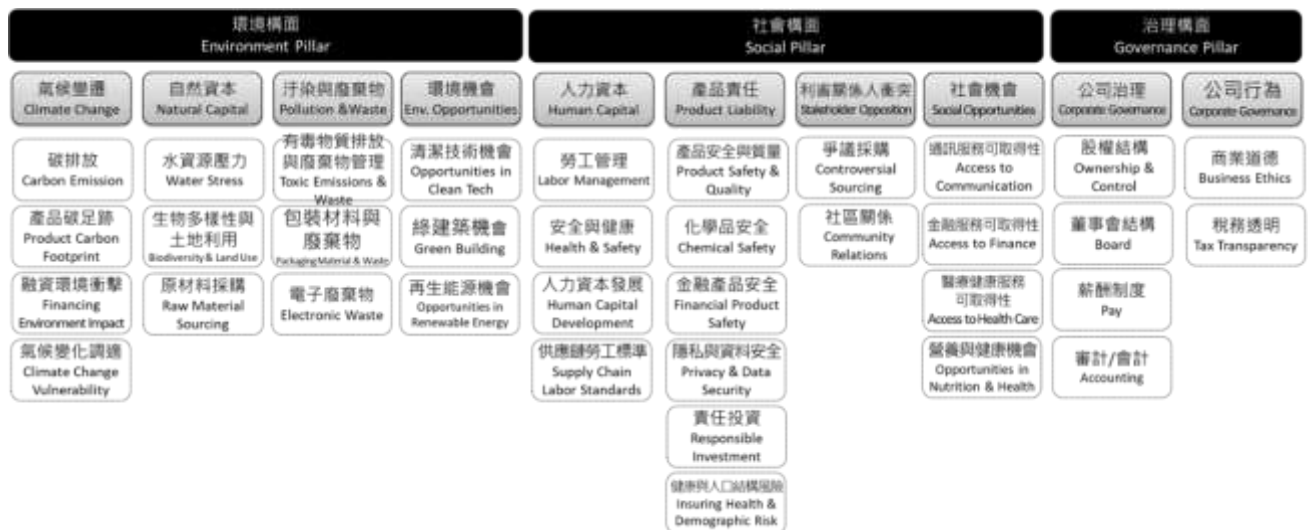 環境構面
Environment Pillar
社會構面
Social Pillar
治理構面
Governance Pillar
氣候變遷
Climate Change
自然資本
Natural Capital
汙染與廢棄物
Pollution &Waste
環境機會
Env. Opportunities
人力資本
Human Capital
產品責任
Product Liability
利害關係人衝突
Stakeholder Opposition
社會機會
Social Opportunities
公司治理
Corporate Governance
公司行為
Corporate Governance
碳排放
Carbon Emission
產品碳足跡
Product Carbon
Footprint
融資環境衝擊
Financing
Environment Impact
氣候變化調適
Climate Change
Vulnerability
水資源壓力
Water Stress
生物多樣性與
土地利用
Biodiversity & Land Use
原材料採購
Raw Material
Sourcing
有毒物質排放
與廢棄物管理
Toxic Emissions &
Waste
包裝材料與
廢棄物
Packaging Material & Waste
電子廢棄物
Electronic Waste
清潔技術機會
Opportunities in
Clean Tech
綠建築機會
Green Building
再生能源機會
Opportunities in
Renewable Energy
勞工管理
Labor Management
安全與健康
Health & Safety
人力資本發展
Human Capital
Development
供應鏈勞工標準
Supply Chain
Labor Standards
產品安全與質量
Product Safety &
Quality
化學品安全
Chemical Safety
金融產品安全
Financial Product
Safety
隱私與資料安全
Privacy & Data
Security
責任投資
Responsible
Investment
健康與人口結構風險
Insuring Health &
Demographic Risk
爭議採購
Controversial
Sourcing
社區關係
Community
Relations
通訊服務可取得性
Access to
Communication
金融服務可取得性
Access to Finance
醫療健康服務
可取得性
Access to Health Care
營養與健康機會
Opportunities in
Nutrition & Health
股權結構
Ownership &
Control
董事會結構
Board
薪酬制度
Pay
審計/會計
Accounting
商業道德
Business Ethics
稅務透明
Tax Transparency